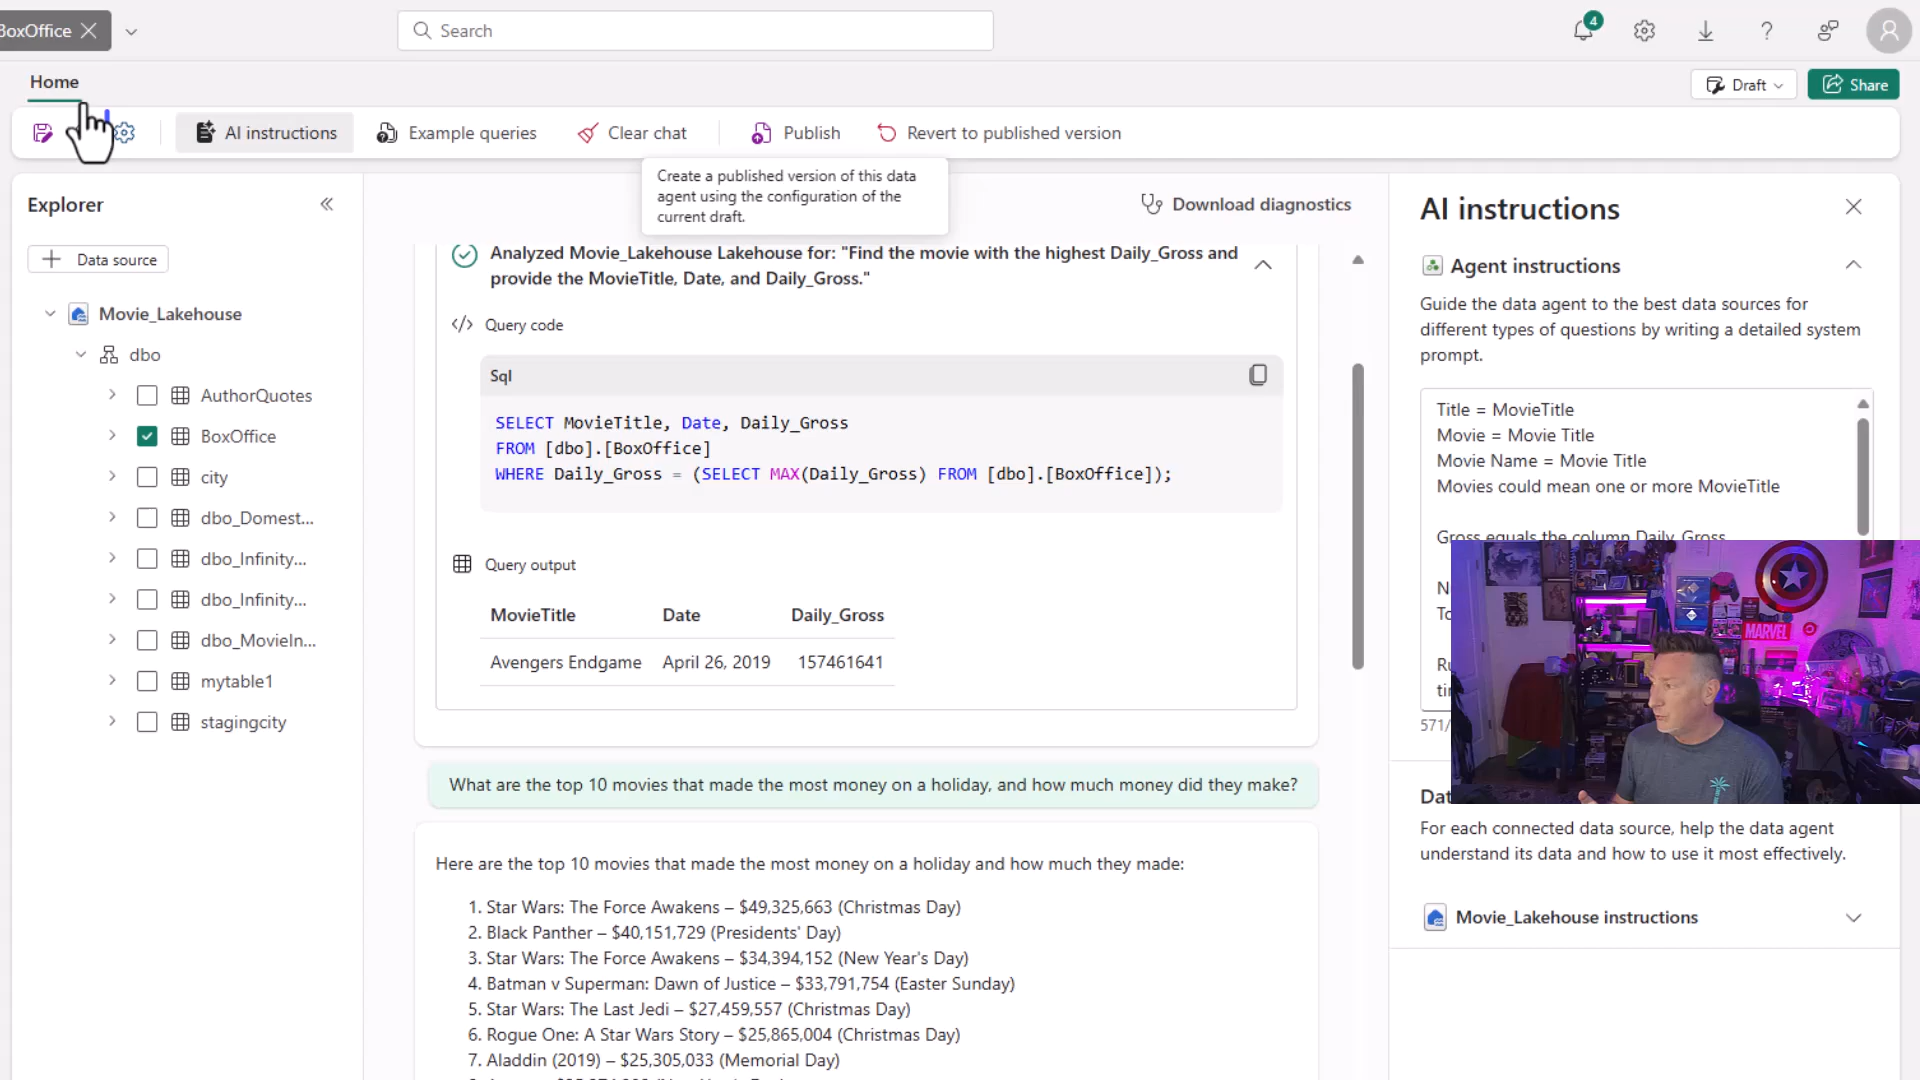 BoxOffice
Search
4
Home
Draft
Share
AI instructions
Example queries
Clear chat
Publish
Revert to published version
Create a published version of this data
agent using the configuration of the
current draft.
Explorer
Data source
Movie_Lakehouse
dbo
AuthorQuotes
BoxOffice
city
dbo_Domest...
dbo_Infinity...
dbo_Infinity...
dbo_MovieIn...
mytable1
stagingcity
Download diagnostics
Analyzed Movie_Lakehouse Lakehouse for: "Find the movie with the highest Daily_Gross and
provide the MovieTitle, Date, and Daily_Gross."
Query code
Sql
SELECT MovieTitle, Date, Daily_Gross
FROM [dbo].[BoxOffice]
WHERE Daily_Gross = (SELECT MAX(Daily_Gross) FROM [dbo].[BoxOffice]);
Query output
MovieTitle Date Daily_Gross
Avengers Endgame April 26, 2019 157461641
What are the top 10 movies that made the most money on a holiday, and how much money did they make?
Here are the top 10 movies that made the most money on a holiday and how much they made:
1. Star Wars: The Force Awakens – $49,325,663 (Christmas Day)
2. Black Panther – $40,151,729 (Presidents' Day)
3. Star Wars: The Force Awakens – $34,394,152 (New Year's Day)
4. Batman v Superman: Dawn of Justice – $33,791,754 (Easter Sunday)
5. Star Wars: The Last Jedi – $27,459,557 (Christmas Day)
6. Rogue One: A Star Wars Story – $25,865,004 (Christmas Day)
7. Aladdin (2019) – $25,305,033 (Memorial Day)
AI instructions
Agent instructions
Guide the data agent to the best data sources for
different types of questions by writing a detailed system
prompt.
Title = MovieTitle
Movie = Movie Title
Movie Name = Movie Title
Movies could mean one or more MovieTitle
Gross equals the column Daily_Gross
571/
MARVEL
For each connected data source, help the data agent
understand its data and how to use it most effectively.
Movie_Lakehouse instructions